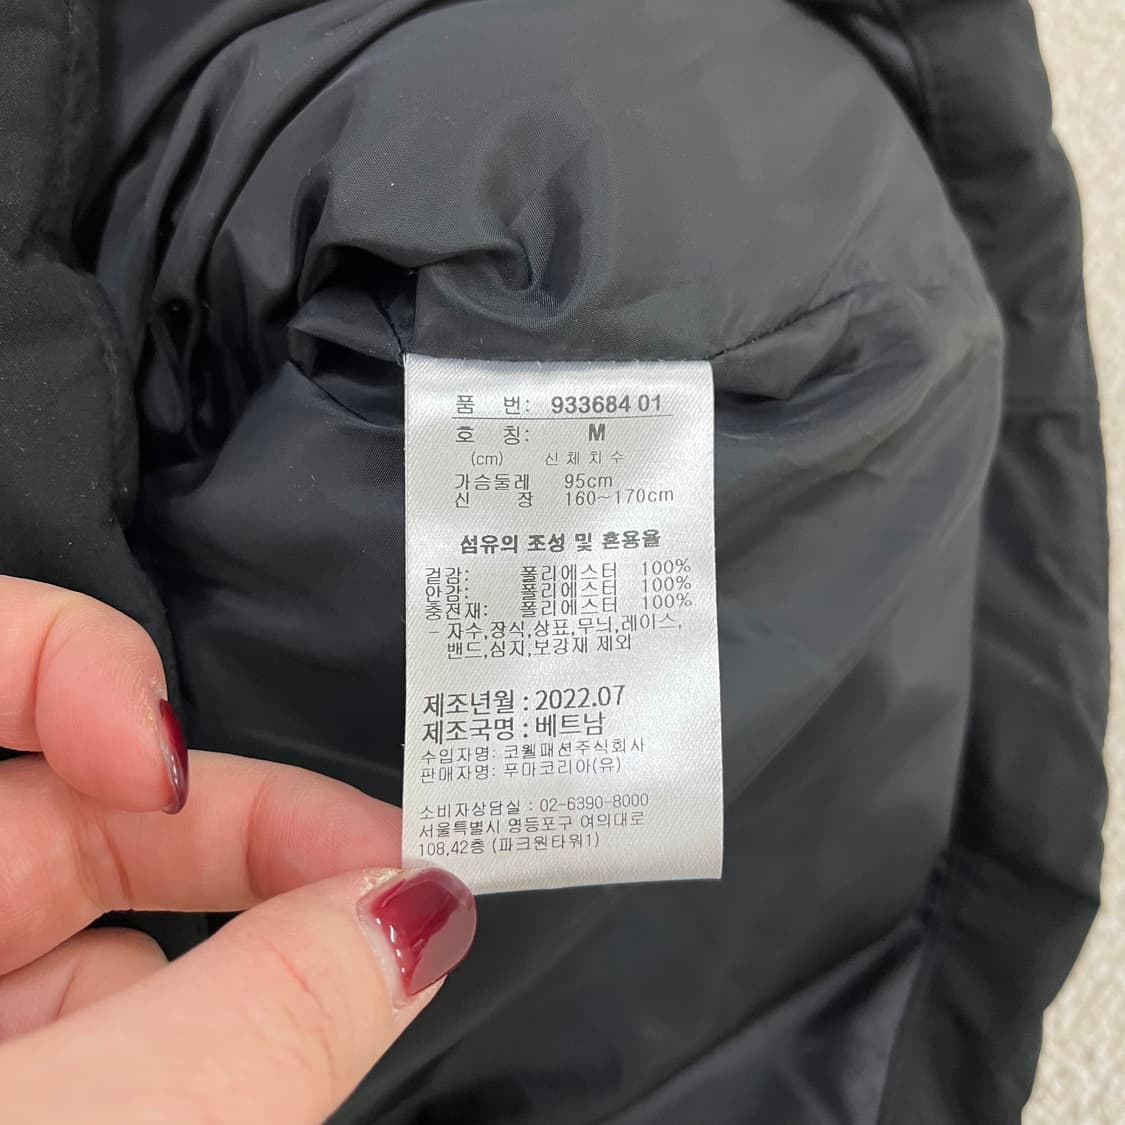 품 번: 933684 01
호 칭: M
(cm) 신체치수
가슴둘레 95cm
신 장 160~170cm
섬유의 조성 및 혼용율
겉감: 폴리에스터 100%
안감: 폴리에스터 100%
충전재: 폴리에스터 100%
- 자수,장식,상표,무늬,레이스,
밴드,심지,보강재 제외
제조년월 : 2022.07
제조국명 : 베트남
수입자명: 코웰패션주식회사
판매자명: 푸마코리아(유)
소비자상담실 : 02-6390-8000
서울특별시 영등포구 여의대로
108,42층 (파크원타워1)